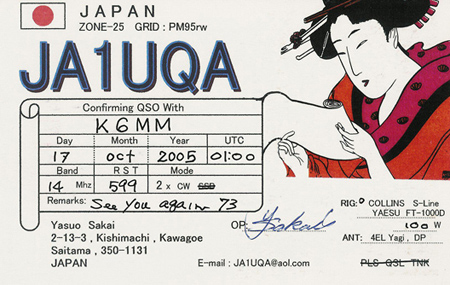 JAPAN
ZONE-25 GRID : PM95rw
JA1UQA
Confirming QSO With
K6MM
Day Month Year UTC
17 oct 2005 01:00
Band R S T Mode
14 Mhz 599 2 x CW SSB
Remarks: See You again 73
Yasuo Sakai
2-13-3, Kishimachi, Kawagoe
Saitama , 350-1131
JAPAN
OP: Y Sakai
E-mail : JA1UQA@aol.com
RIG: COLLINS S-Line
YAESU FT-1000D
100 W
ANT: 4EL Yagi, DP
PLS QSL TNK